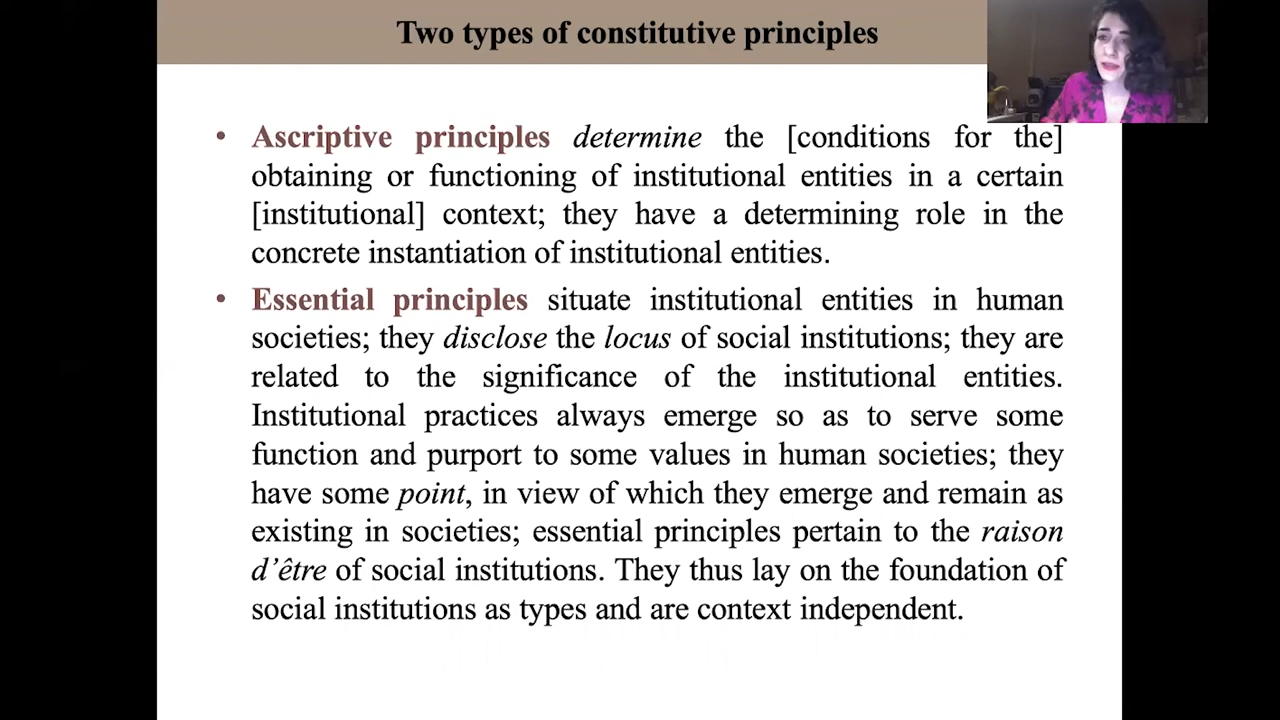 Two types of constitutive principles
• Ascriptive principles determine the [conditions for the]
obtaining or functioning of institutional entities in a certain
[institutional] context; they have a determining role in the
concrete instantiation of institutional entities.
• Essential principles situate institutional entities in human
societies; they disclose the locus of social institutions; they are
related to the significance of the institutional entities.
Institutional practices always emerge so as to serve some
function and purport to some values in human societies; they
have some point, in view of which they emerge and remain as
existing in societies; essential principles pertain to the raison
d’être of social institutions. They thus lay on the foundation of
social institutions as types and are context independent.